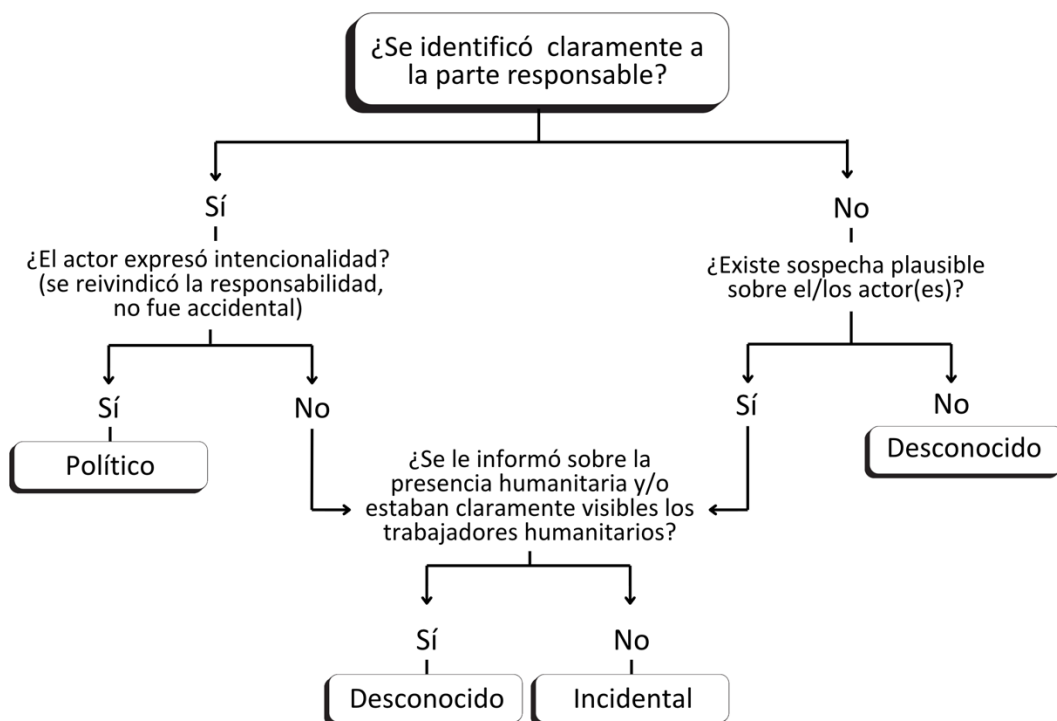 ¿Se identificó claramente a
la parte responsable?
Sí
No
¿El actor expresó intencionalidad?
(se reivindicó la responsabilidad,
no fue accidental)
¿Existe sospecha plausible
sobre el/los actor(es)?
Sí
No
Sí
No
Político
Desconocido
¿Se le informó sobre la
presencia humanitaria y/o
estaban claramente visibles los
trabajadores humanitarios?
Sí
No
Desconocido
Incidental